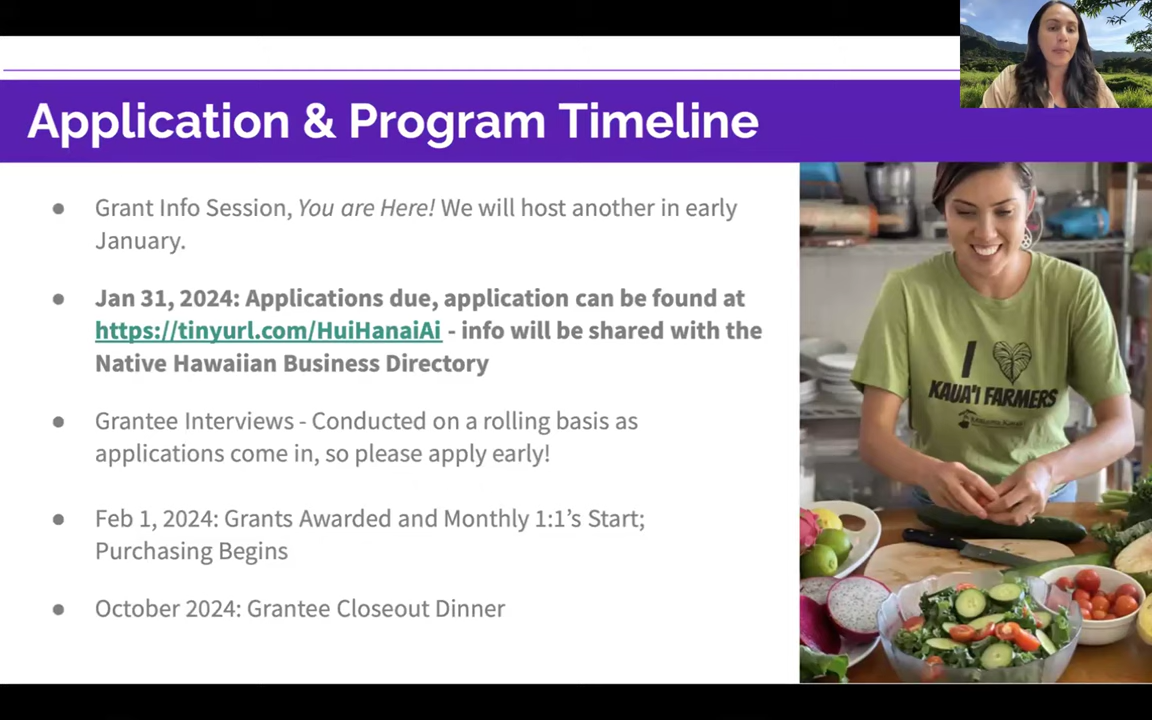 Application & Program Timeline
● Grant Info Session, You are Here! We will host another in early
January.
● Jan 31, 2024: Applications due, application can be found at
https://tinyurl.com/HuiHanaiAi - info will be shared with the
Native Hawaiian Business Directory
● Grantee Interviews - Conducted on a rolling basis as
applications come in, so please apply early!
● Feb 1, 2024: Grants Awarded and Monthly 1:1’s Start;
Purchasing Begins
● October 2024: Grantee Closeout Dinner
I
KAUA'I FARMERS